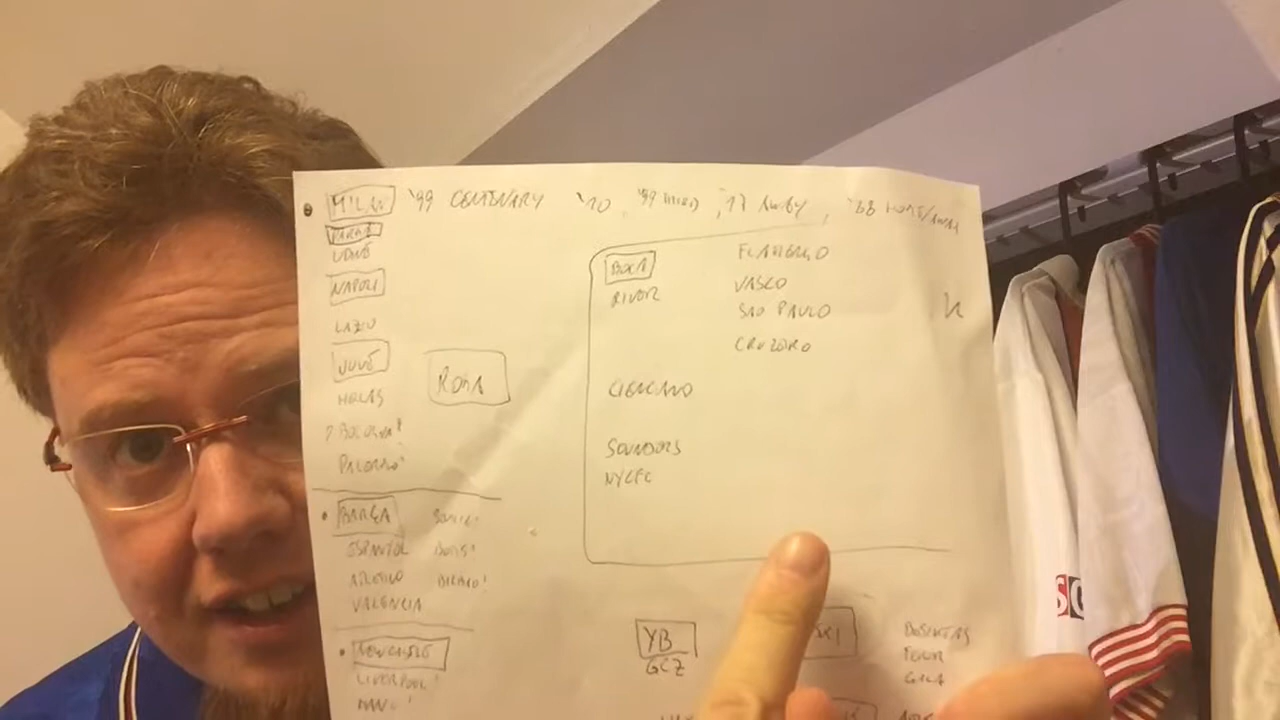 MILAN '99 CENTENARY '10 '99 THIRD, '17 AWAY, '88 HOME/AWAY
PARMA
UDINE
NAPOLI
LAZIO
JUVE
ROMA
HELLAS
? BOLOGNA!
PALERMO!
BOCA
RIVER
FLAMENGO
VASCO
SAO PAULO
CRUZEIRO
CIENCIANO
SOUNDERS
NYCFC
BARÇA
ESPANYOL
ATLETICO
VALENCIA
SEVILLE!
BETIS!
BILBAO!
NEWCASTLE
LIVERPOOL!
YB
GCZ
BESIKTAS
FENER
GALA